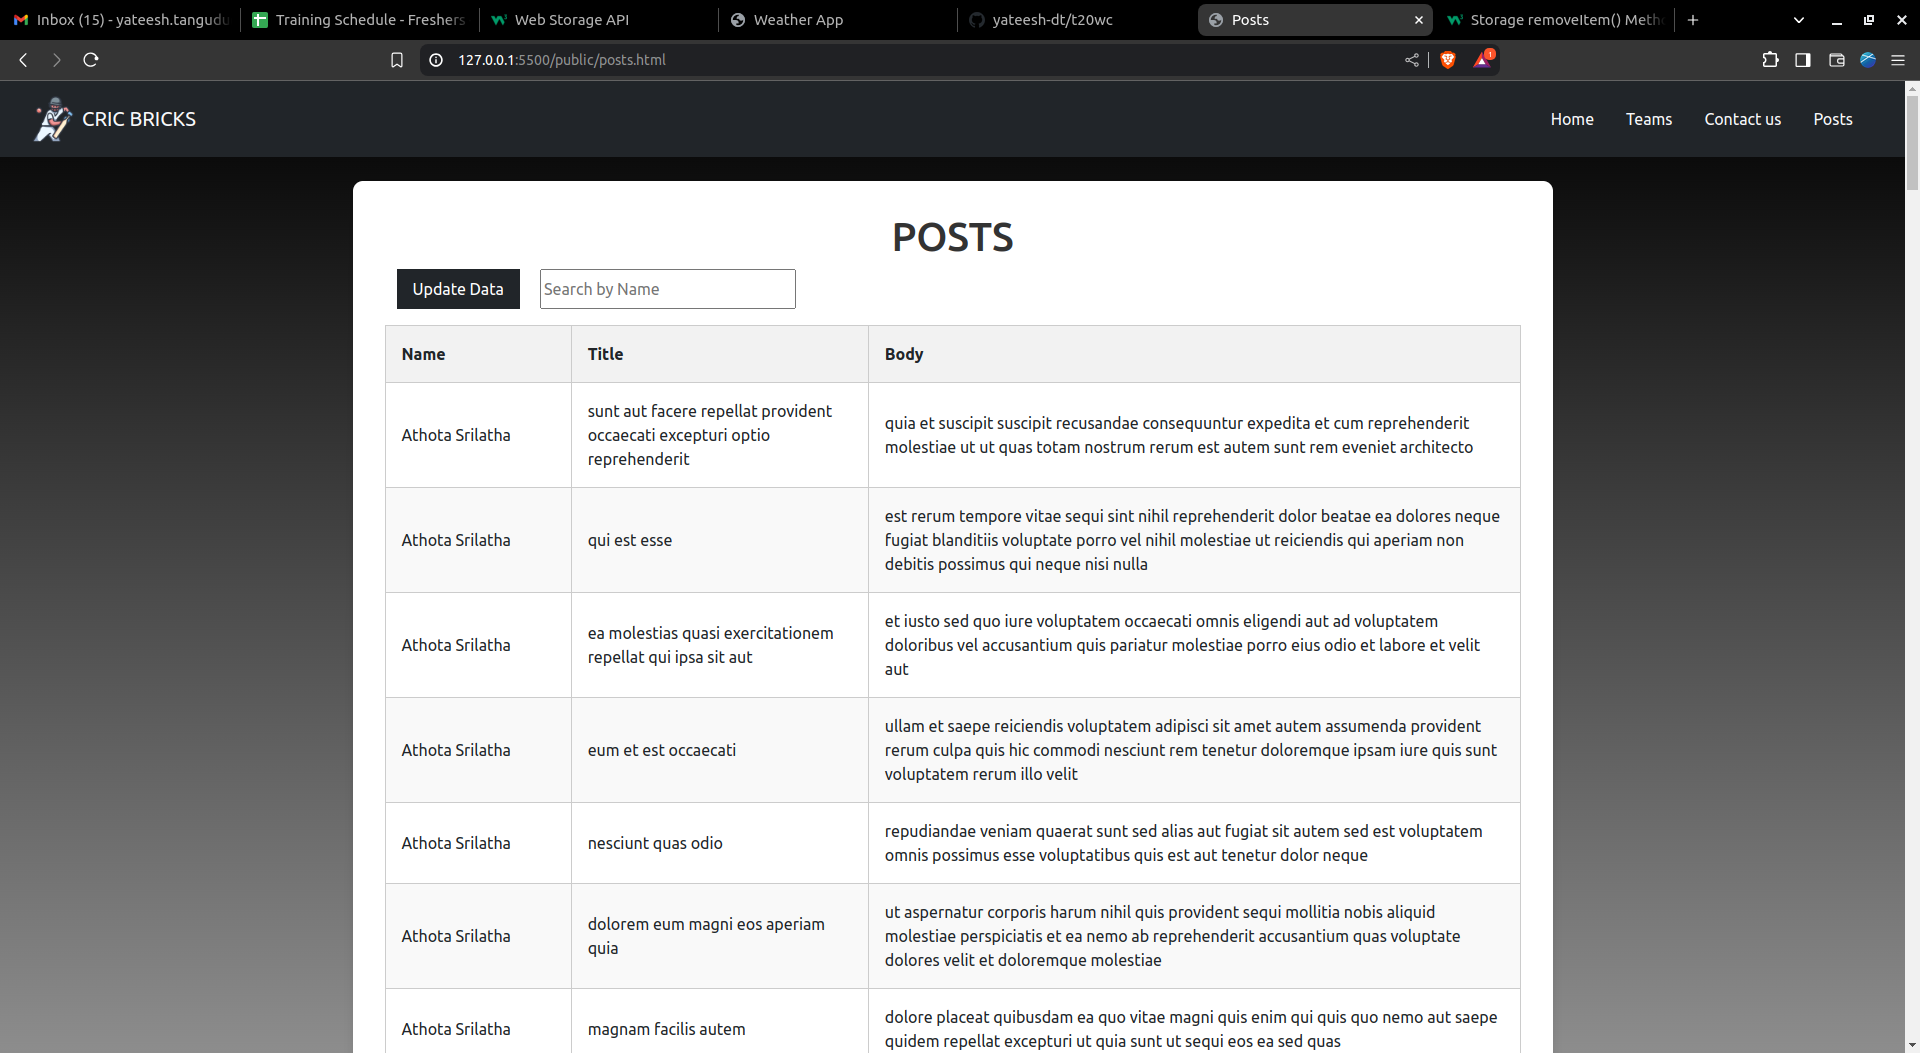 Inbox (15) - yateesh.tangudu
Training Schedule - Freshers
Web Storage API
Weather App
yateesh-dt/t20wc
Posts
Storage removeItem() Meth
127.0.0.1:5500/public/posts.html
1
CRIC BRICKS
Home
Teams
Contact us
Posts
POSTS
Update Data
Search by Name
Name
Title
Body
Athota Srilatha
sunt aut facere repellat provident
occaecati excepturi optio
reprehenderit
quia et suscipit suscipit recusandae consequuntur expedita et cum reprehenderit
molestiae ut ut quas totam nostrum rerum est autem sunt rem eveniet architecto
Athota Srilatha
qui est esse
est rerum tempore vitae sequi sint nihil reprehenderit dolor beatae ea dolores neque
fugiat blanditiis voluptate porro vel nihil molestiae ut reiciendis qui aperiam non
debitis possimus qui neque nisi nulla
Athota Srilatha
ea molestias quasi exercitationem
repellat qui ipsa sit aut
et iusto sed quo iure voluptatem occaecati omnis eligendi aut ad voluptatem
doloribus vel accusantium quis pariatur molestiae porro eius odio et labore et velit
aut
Athota Srilatha
eum et est occaecati
ullam et saepe reiciendis voluptatem adipisci sit amet autem assumenda provident
rerum culpa quis hic commodi nesciunt rem tenetur doloremque ipsam iure quis sunt
voluptatem rerum illo velit
Athota Srilatha
nesciunt quas odio
repudiandae veniam quaerat sunt sed alias aut fugiat sit autem sed est voluptatem
omnis possimus esse voluptatibus quis est aut tenetur dolor neque
Athota Srilatha
dolorem eum magni eos aperiam
quia
ut aspernatur corporis harum nihil quis provident sequi mollitia nobis aliquid
molestiae perspiciatis et ea nemo ab reprehenderit accusantium quas voluptate
dolores velit et doloremque molestiae
Athota Srilatha
magnam facilis autem
dolore placeat quibusdam ea quo vitae magni quis enim qui quis quo nemo aut saepe
quidem repellat excepturi ut quia sunt ut sequi eos ea sed quas